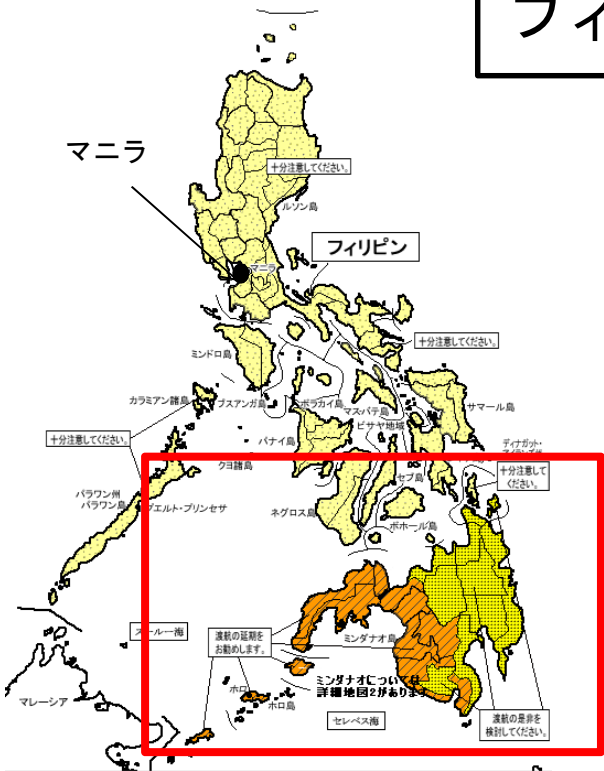 フィ
マニラ
十分注意してください。
ルソン島
フィリピン
マニラ
十分注意してください。
ミンドロ島
カラミアン諸島
ブスアンガ島
ボラカイ島
マスバテ島
サマール島
ビサヤ地域
十分注意してください。
パナイ島
ディナガット・
クヨ諸島
セブ島
十分注意して
ください。
パラワン州
パラワン島
プエルト・プリンセサ
ネグロス島
ボホール島
スールー海
渡航の延期を
お勧めします。
ミンダナオ島
ミンダナオについては
詳細地図2があります
マレーシア
ホロ
ホロ島
セレベス海
渡航の是非を
検討してください。